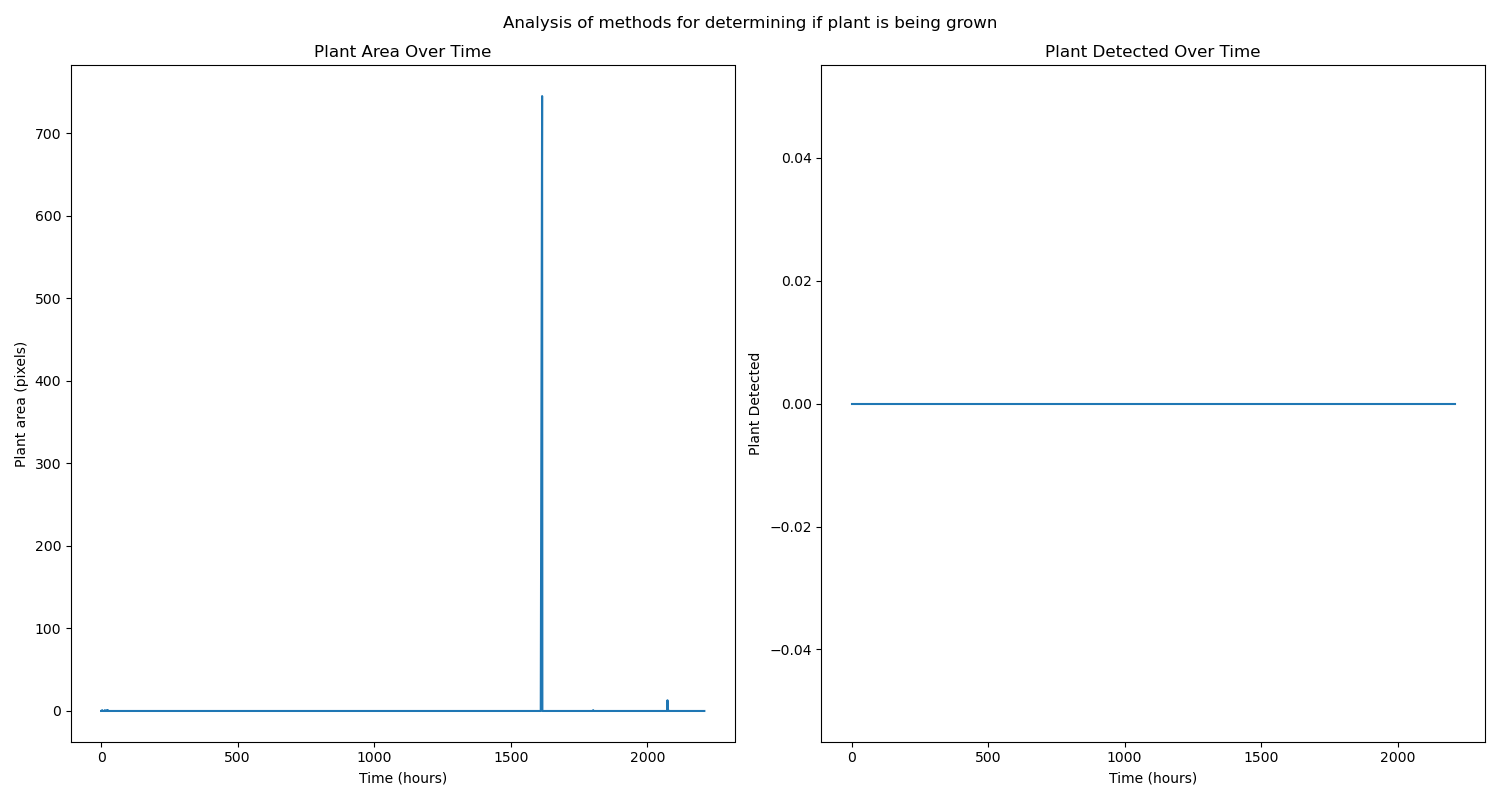 Analysis of methods for determining if plant is being grown
Plant Area Over Time
Plant area (pixels)
700
600
500
400
300
200
100
0
0 500 1000 1500 2000
Time (hours)
Plant Detected Over Time
Plant Detected
0.04
0.02
0.00
−0.02
−0.04
0 500 1000 1500 2000
Time (hours)